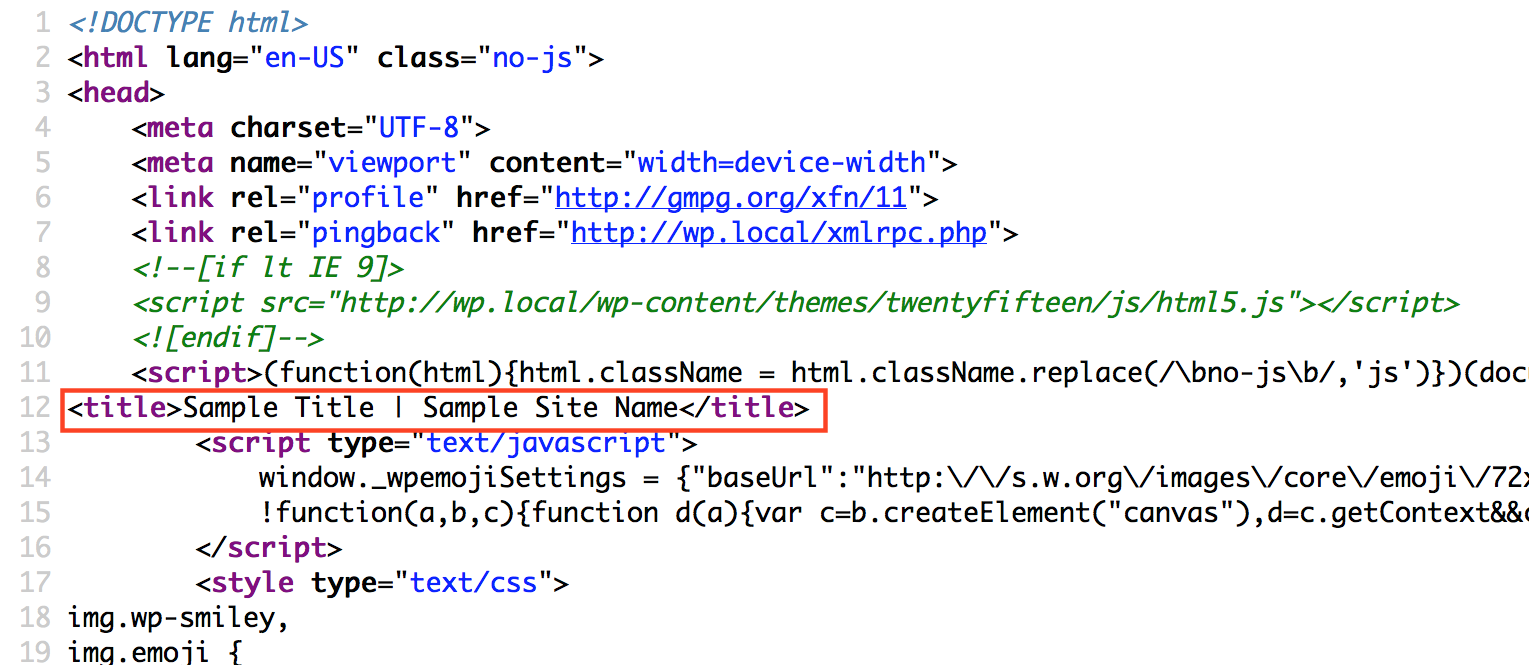 1 <!DOCTYPE html>
2 <html lang="en-US" class="no-js">
3 <head>
4 <meta charset="UTF-8">
5 <meta name="viewport" content="width=device-width">
6 <link rel="profile" href="http://gmpg.org/xfn/11">
7 <link rel="pingback" href="http://wp.local/xmlrpc.php">
8 <!--[if lt IE 9]>
9 <script src="http://wp.local/wp-content/themes/twentyfifteen/js/html5.js"></script>
10 <![endif]-->
11 <script>(function(html){html.className = html.className.replace(/\bno-js\b/,'js')})(docu
12 <title>Sample Title | Sample Site Name</title>
13 <script type="text/javascript">
14 window._wpemojiSettings = {"baseUrl":"http:\/\/s.w.org\/images\/core\/emoji\/72x
15 !function(a,b,c){function d(a){var c=b.createElement("canvas"),d=c.getContext&&c
16 </script>
17 <style type="text/css">
18 img.wp-smiley,
19 img.emoji {